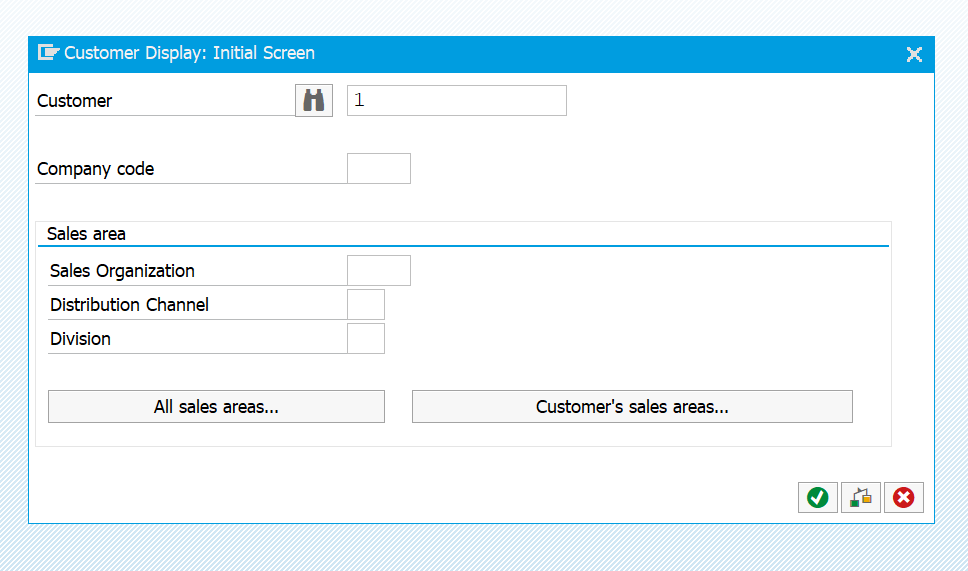 Customer Display: Initial Screen
Customer 1
Company code
Sales area
Sales Organization
Distribution Channel
Division
All sales areas... Customer's sales areas...